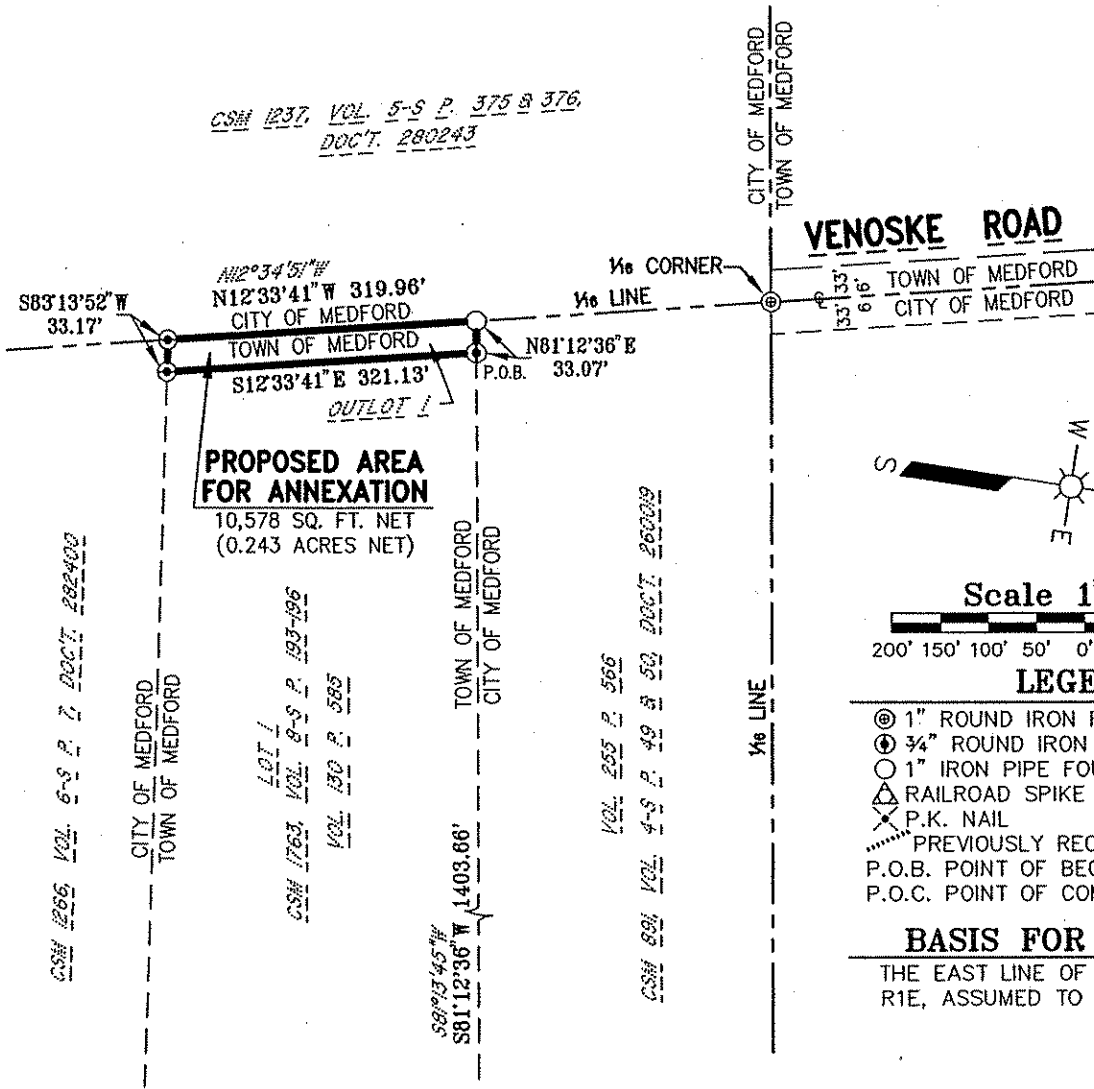 CSM 1237, VOL. 5-S P. 375 & 376,
DOC'T. 280243
CITY OF MEDFORD
TOWN OF MEDFORD
VENOSKE ROAD
1/16 CORNER
1/16 LINE
33' 33'
66'
TOWN OF MEDFORD
CITY OF MEDFORD
N12°34'51"W
N12°33'41"W 319.96'
CITY OF MEDFORD
TOWN OF MEDFORD
S12°33'41"E 321.13'
S83°13'52"W
33.17'
N81°12'36"E
33.07'
P.O.B.
OUTLOT 1
PROPOSED AREA
FOR ANNEXATION
10,578 SQ. FT. NET
(0.243 ACRES NET)
CSM 1266, VOL. 6-S P. 7, DOC'T. 282400
CITY OF MEDFORD
TOWN OF MEDFORD
LOT 1
CSM 1763, VOL. 8-S P. 193-196
VOL. 130 P. 585
TOWN OF MEDFORD
CITY OF MEDFORD
S81°13'45"W
S81°12'36"W 1403.66'
VOL. 255 P. 566
CSM 891, VOL. 4-S P. 49 & 50, DOC'T. 260019
1/16 LINE
W
S
E
Scale 1"
200' 150' 100' 50' 0'
LEGE
1" ROUND IRON
3/4" ROUND IRON
1" IRON PIPE FOU
RAILROAD SPIKE
P.K. NAIL
PREVIOUSLY REC
P.O.B. POINT OF BEG
P.O.C. POINT OF COM
BASIS FOR
THE EAST LINE OF
R1E, ASSUMED TO